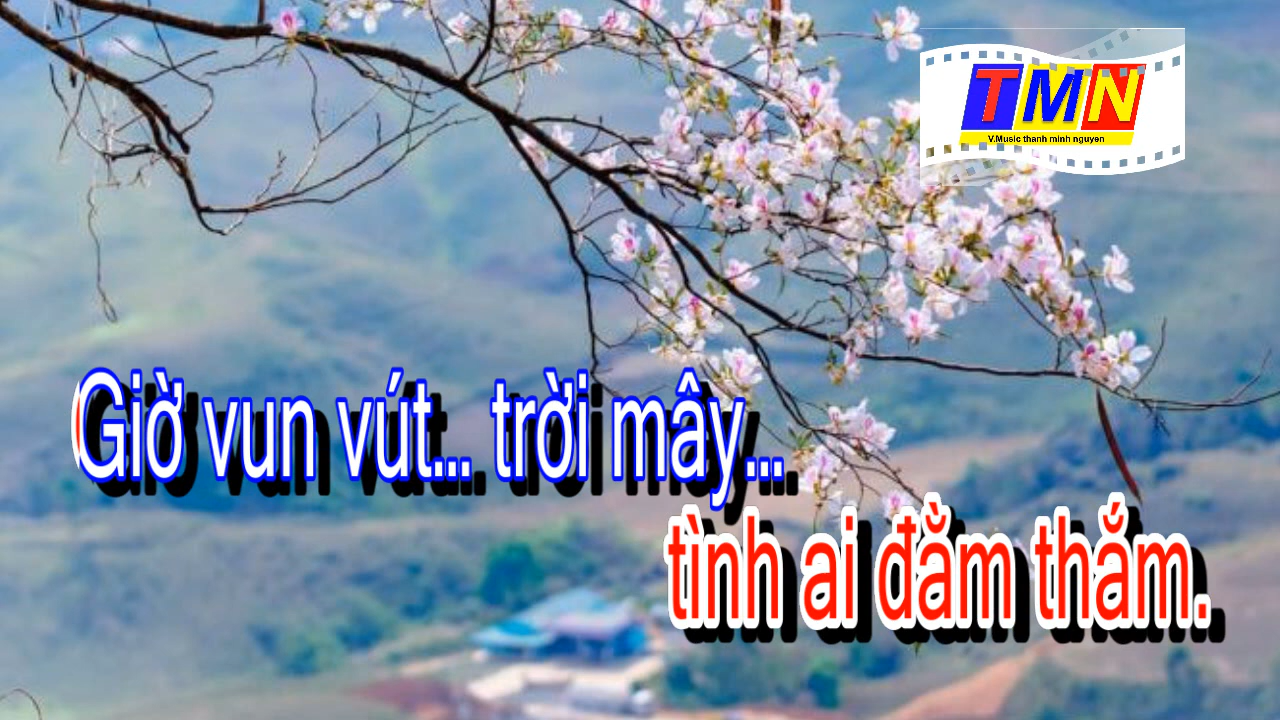 TMN
V.Music thanh minh nguyen
Giờ vun vút... trời mây...
tình ai đằm thắm.